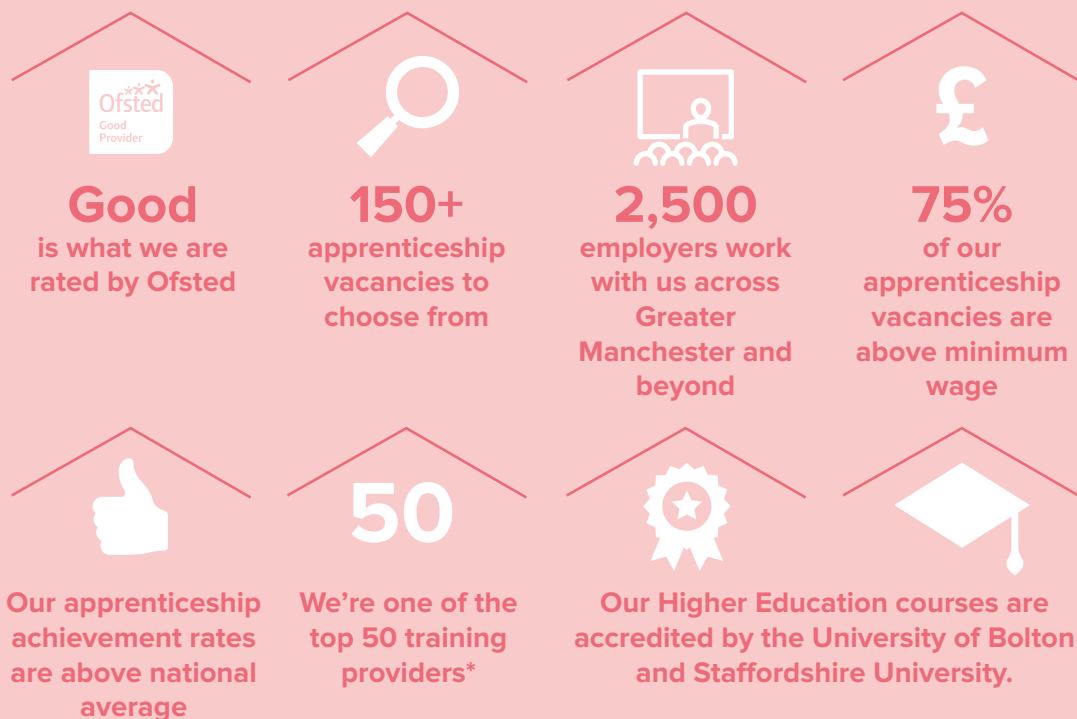 Ofsted
Good
Provider
Good
is what we are
rated by Ofsted
150+
apprenticeship
vacancies to
choose from
2,500
employers work
with us across
Greater
Manchester and
beyond
£
75%
of our
apprenticeship
vacancies are
above minimum
wage
Our apprenticeship
achievement rates
are above national
average
50
We’re one of the
top 50 training
providers*
Our Higher Education courses are
accredited by the University of Bolton
and Staffordshire University.